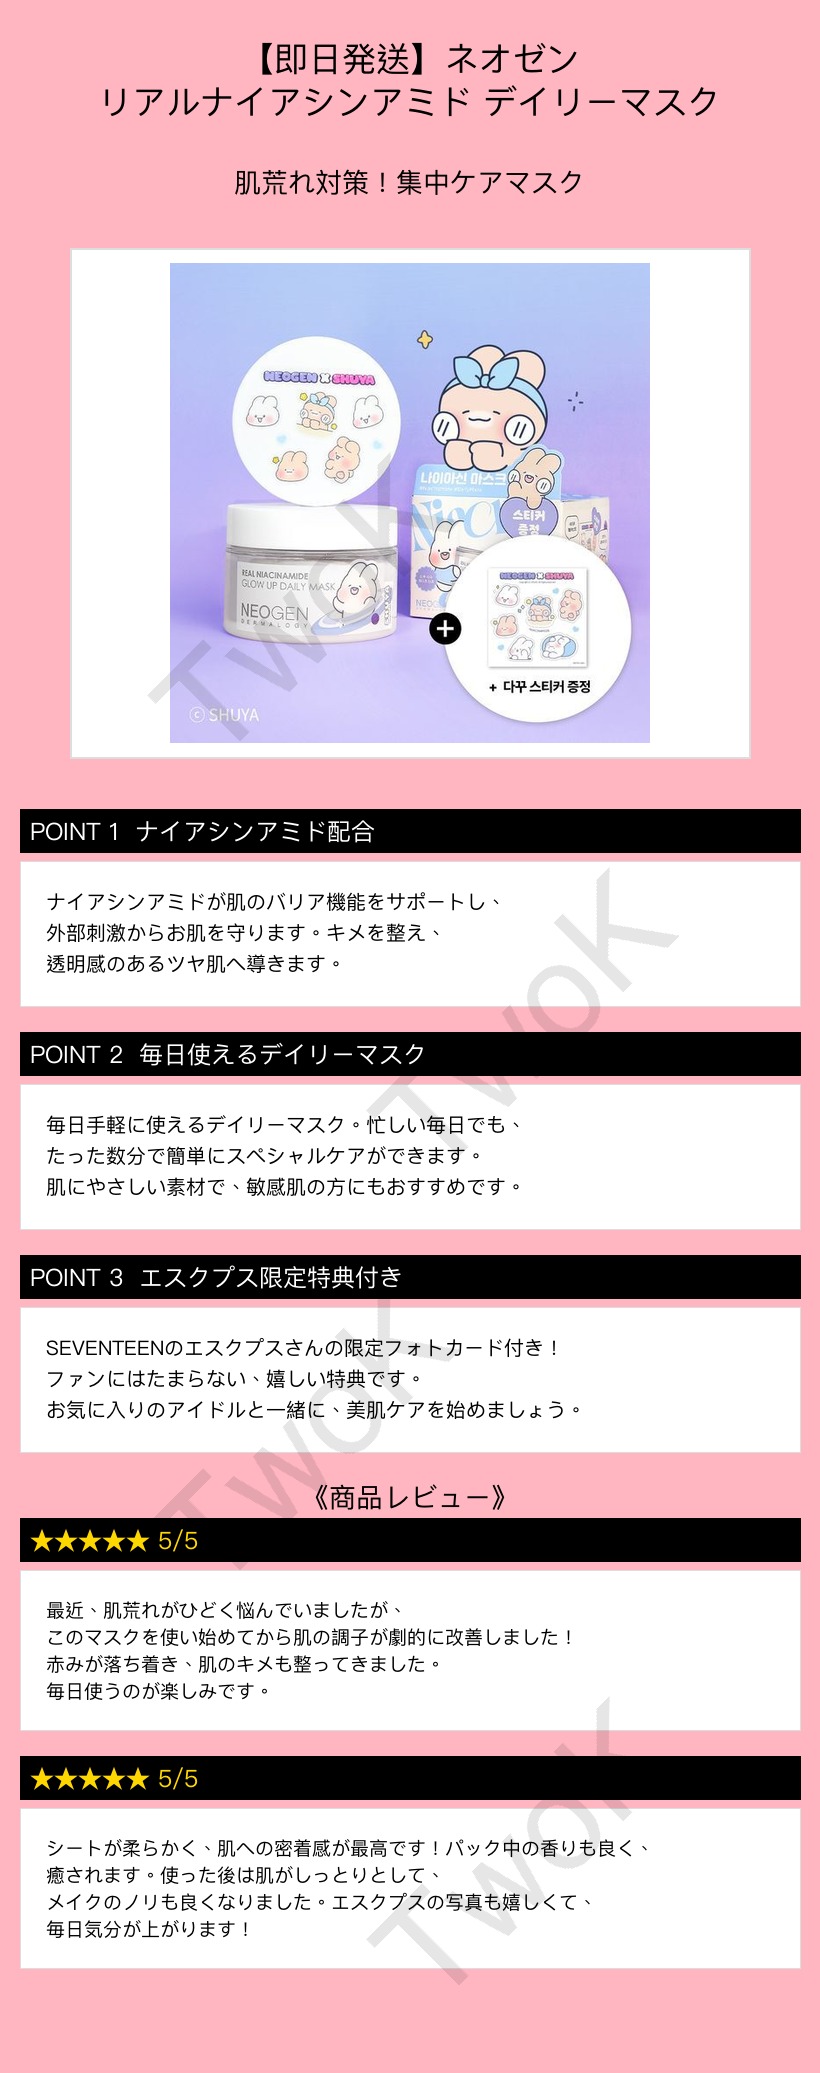 【即日発送】ネオゼン
リアルナイアシンアミド デイリーマスク
肌荒れ対策！集中ケアマスク
NEOGEN X SHUYA
REAL NIACINAMIDE
GLOW UP DAILY MASK
NEOGEN
DERMALOGY
SHUYA
나이아신 마스크
스티커
증정
NEOG
NEOGEN X SHUYA
+ 다꾸 스티커 증정
ⓒ SHUYA
POINT 1 ナイアシンアミド配合
ナイアシンアミドが肌のバリア機能をサポートし、
外部刺激からお肌を守ります。キメを整え、
透明感のあるツヤ肌へ導きます。
POINT 2 毎日使えるデイリーマスク
毎日手軽に使えるデイリーマスク。忙しい毎日でも、
たった数分で簡単にスペシャルケアができます。
肌にやさしい素材で、敏感肌の方にもおすすめです。
POINT 3 エスクプス限定特典付き
SEVENTEENのエスクプスさんの限定フォトカード付き！
ファンにはたまらない、嬉しい特典です。
お気に入りのアイドルと一緒に、美肌ケアを始めましょう。
《商品レビュー》
★★★★★ 5/5
最近、肌荒れがひどく悩んでいましたが、
このマスクを使い始めてから肌の調子が劇的に改善しました！
赤みが落ち着き、肌のキメも整ってきました。
毎日使うのが楽しみです。
★★★★★ 5/5
シートが柔らかく、肌への密着感が最高です！パック中の香りも良く、
癒されます。使った後は肌がしっとりとして、
メイクのノリも良くなりました。エスクプスの写真も嬉しくて、
毎日気分が上がります！
TwoK
TwoK
TwoK
TwoK